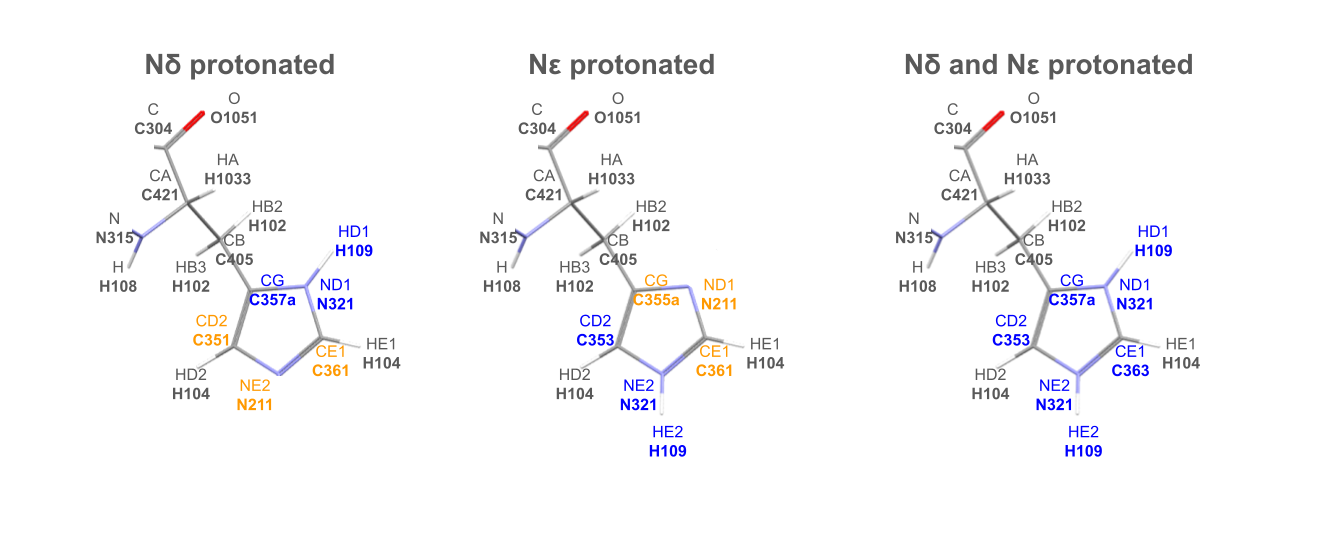 Nδ protonated
O
C
O1051
C304
HA
CA
H1033
C421
HB2
N
H102
N315
CB
HD1
H109
C405
H
HB3
H108
H102
CG
ND1
C357a
N321
CD2
C351
CE1
HE1
C361
H104
HD2
H104
NE2
N211
Nε protonated
O
C
O1051
C304
HA
CA
H1033
C421
HB2
N
H102
N315
CB
C405
H
HB3
H108
H102
CG
ND1
C355a
N211
CD2
C353
CE1
HE1
C361
H104
HD2
H104
NE2
N321
HE2
H109
Nδ and Nε protonated
O
C
O1051
C304
HA
CA
H1033
C421
HB2
N
H102
N315
CB
HD1
H109
C405
H
HB3
H108
H102
CG
ND1
C357a
N321
CD2
C353
CE1
HE1
C363
H104
HD2
H104
NE2
N321
HE2
H109